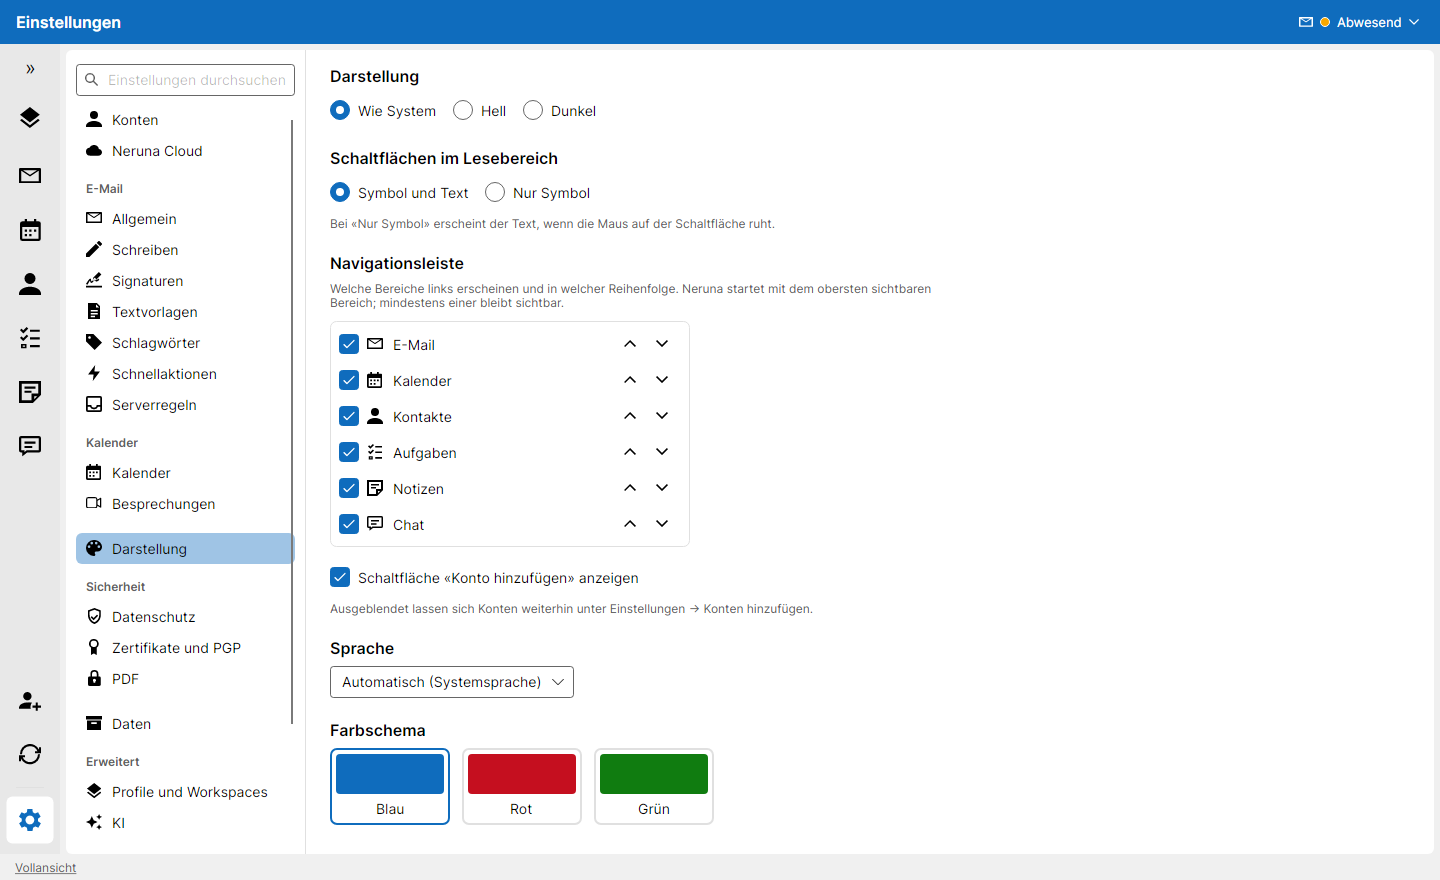 Einstellungen
Abwesend
Einstellungen durchsuchen
Konten
Neruna Cloud
E-Mail
Allgemein
Schreiben
Signaturen
Textvorlagen
Schlagwörter
Schnellaktionen
Serverregeln
Kalender
Kalender
Besprechungen
Darstellung
Sicherheit
Datenschutz
Zertifikate und PGP
PDF
Daten
Erweitert
Profile und Workspaces
KI
Darstellung
Wie System
Hell
Dunkel
Schaltflächen im Lesebereich
Symbol und Text
Nur Symbol
Bei «Nur Symbol» erscheint der Text, wenn die Maus auf der Schaltfläche ruht.
Navigationsleiste
Welche Bereiche links erscheinen und in welcher Reihenfolge. Neruna startet mit dem obersten sichtbaren
Bereich; mindestens einer bleibt sichtbar.
E-Mail
Kalender
Kontakte
Aufgaben
Notizen
Chat
Schaltfläche «Konto hinzufügen» anzeigen
Ausgeblendet lassen sich Konten weiterhin unter Einstellungen → Konten hinzufügen.
Sprache
Automatisch (Systemsprache)
Farbschema
Blau
Rot
Grün
Vollansicht